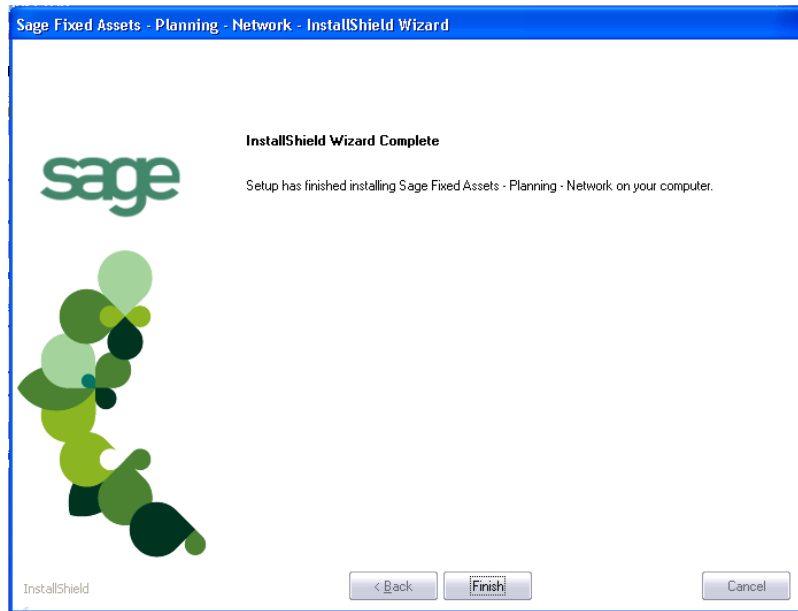 Sage Fixed Assets - Planning - Network - InstallShield Wizard
InstallShield Wizard Complete
sage
Setup has finished installing Sage Fixed Assets - Planning - Network on your computer.
InstallShield
< Back
Finish
Cancel